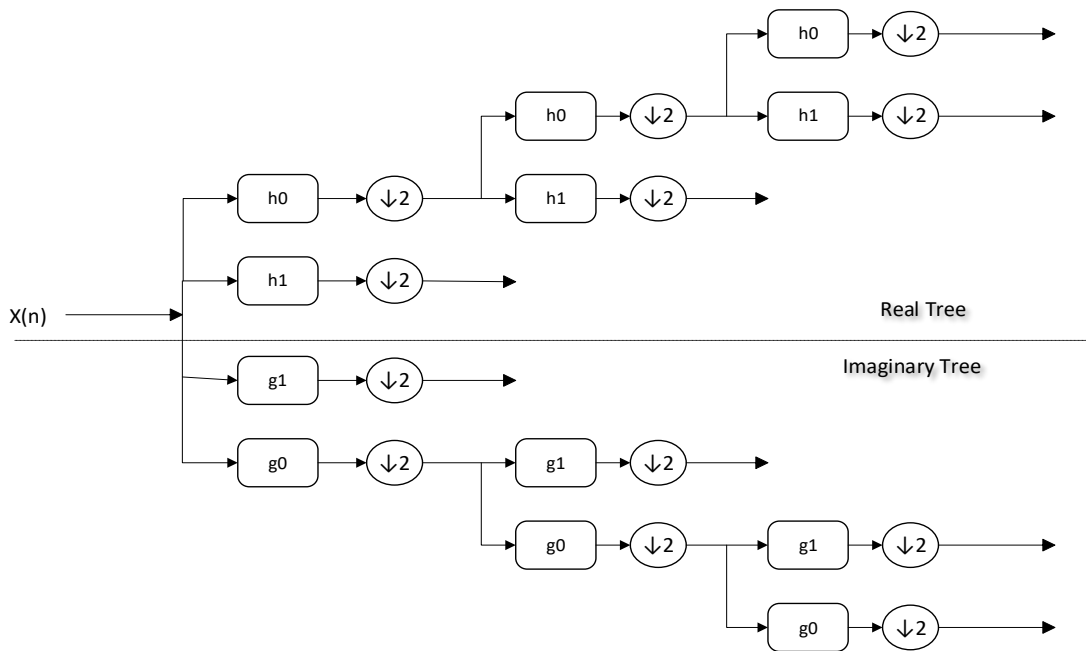 h0 ↓2
h0 ↓2 h1 ↓2
h0 ↓2 h1 ↓2
h1 ↓2
X(n)
Real Tree
Imaginary Tree
g1 ↓2
g0 ↓2 g1 ↓2
g0 ↓2 g1 ↓2
g0 ↓2